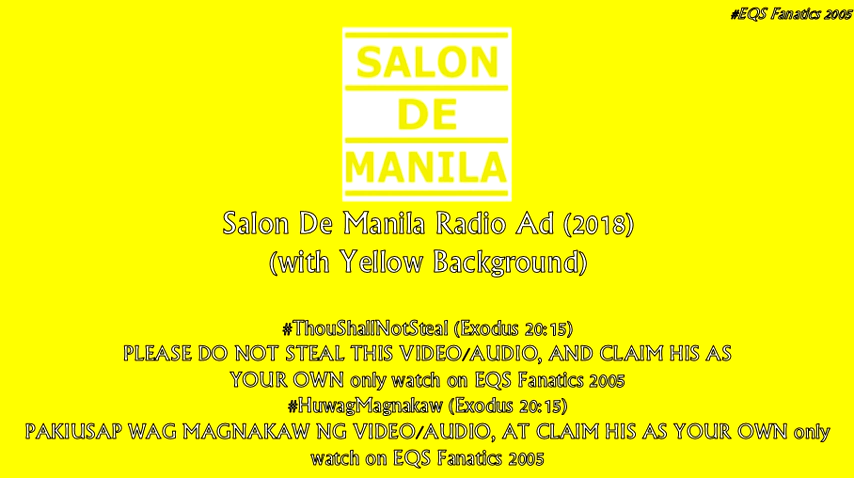 #EQS Fanatics 2005
SALON
DE
MANILA
Salon De Manila Radio Ad (2018)
(with Yellow Background)
#ThouShallNotSteal (Exodus 20:15)
PLEASE DO NOT STEAL THIS VIDEO/AUDIO, AND CLAIM HIS AS
YOUR OWN only watch on EQS Fanatics 2005
#HuwagMagnakaw (Exodus 20:15)
PAKIUSAP WAG MAGNAKAW NG VIDEO/AUDIO, AT CLAIM HIS AS YOUR OWN only
watch on EQS Fanatics 2005